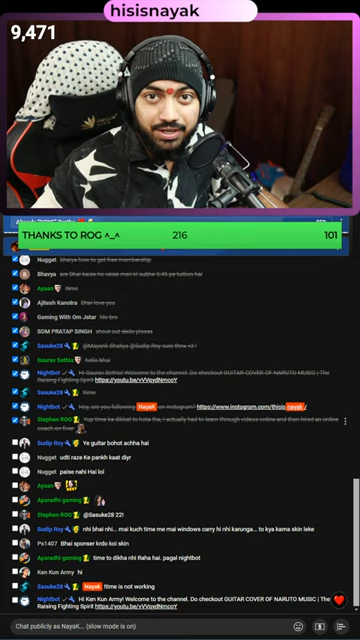 hisisnayak
9,471
THANKS TO ROG ^_^ 216 101
Nugget bhaiya how to get free membership
Bhavya are Bhai kaise ho vaise meri kl subhe 5:45 pe tuition hai
Ayaan !time
Ajitesh Kanotra Bhai love you
Gaming With Om Jstar hlo bro
SOM PRATAP SINGH shout out dedo plzzss
Sasuke28 @Mayank Shakya @Sudip Roy sure thnx <3 !
Gaurav Sethia hello bhai
Nightbot Hi Gaurav Sethia! Welcome to the channel. Do checkout GUITAR COVER OF NARUTO MUSIC | The
Raising Fighting Spirit https://youtu.be/vVVoydNmcoY
Sasuke28 !time
Nightbot Hey, are you following NayaK on Instagram? https://www.instagram.com/thisisnayak/
Stephen ROG Yup time ka dikkat to hota tha, I actually had to learn through videos online and then hired an online
coach on fiver
Sudip Roy Ye guitar bohot achha hai
Nugget udti raze Ke pankh kaat diyr
Nugget paise nahi Hai lol
Ayaan
Aparadhi gaming
Stephen ROG @Sasuke28 22!
Sudip Roy nhi bhai nhi... mai kuch time me mai windows carry hi nhi karunga... to kya kama skin leke
Ps1407 Bhai sponser krdo koi skin
Aparadhi gaming time to dikha nhi Raha hai. pagal nightbot
Ken Kun Army hi
Sasuke28 NayaK !time is not working
Nightbot Hi Ken Kun Army! Welcome to the channel. Do checkout GUITAR COVER OF NARUTO MUSIC | The
Raising Fighting Spirit https://youtu.be/vVVoydNmcoY
Chat publicly as NayaK... (slow mode is on)